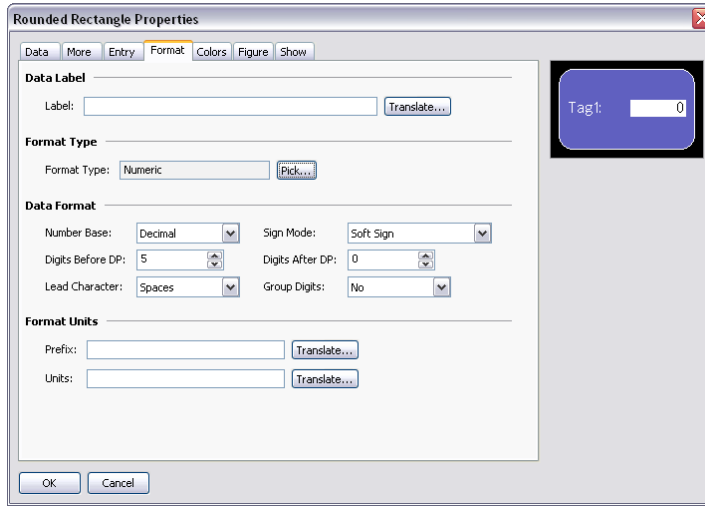 Rounded Rectangle Properties
Data More Entry Format Colors Figure Show
Data Label
Label: Translate...
Tag1: 0
Format Type
Format Type: Numeric Pick...
Data Format
Number Base: Decimal Sign Mode: Soft Sign
Digits Before DP: 5 Digits After DP: 0
Lead Character: Spaces Group Digits: No
Format Units
Prefix: Translate...
Units: Translate...
OK Cancel